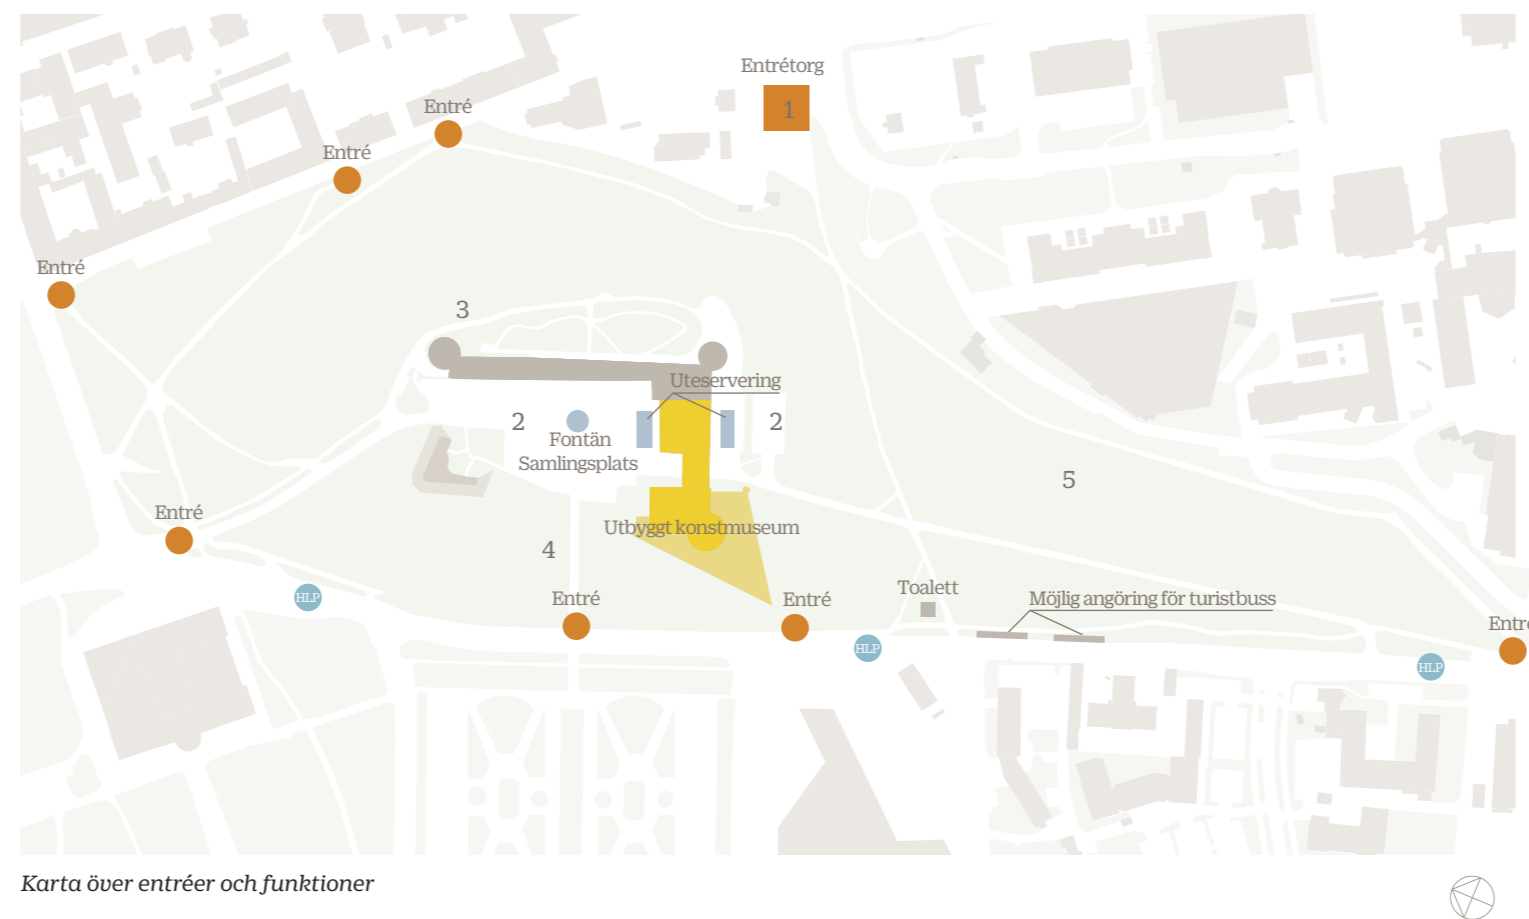 Entrétorg
1
Entré
Entré
Entré
3
Uteservering
2
2
Fontän
Samlingsplats
5
Entré
Utbyggt konstmuseum
4
Toalett
HLP
Entré
Entré
Möjlig angöring för turistbuss
Entré
HLP
HLP
Karta över entréer och funktioner